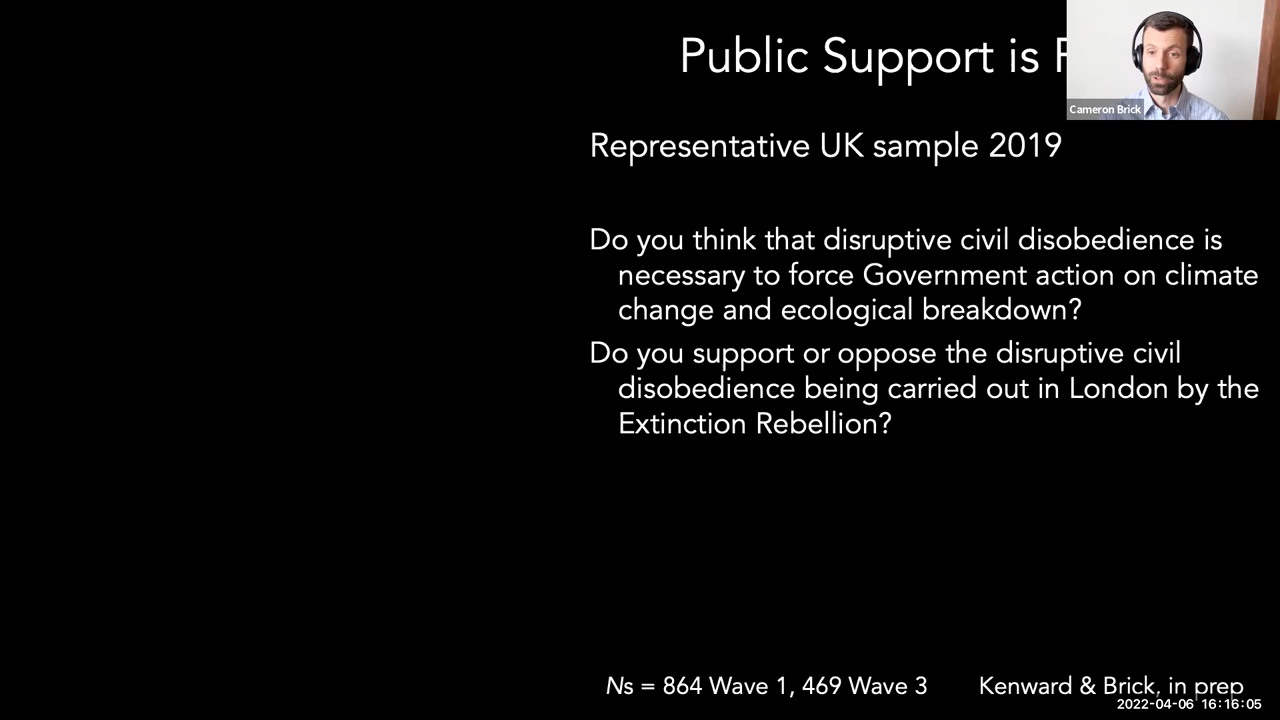 Public Support is
Cameron Brick
Representative UK sample 2019
Do you think that disruptive civil disobedience is
necessary to force Government action on climate
change and ecological breakdown?
Do you support or oppose the disruptive civil
disobedience being carried out in London by the
Extinction Rebellion?
Ns = 864 Wave 1, 469 Wave 3 Kenward & Brick, in prep
2022-04-06 16:16:05